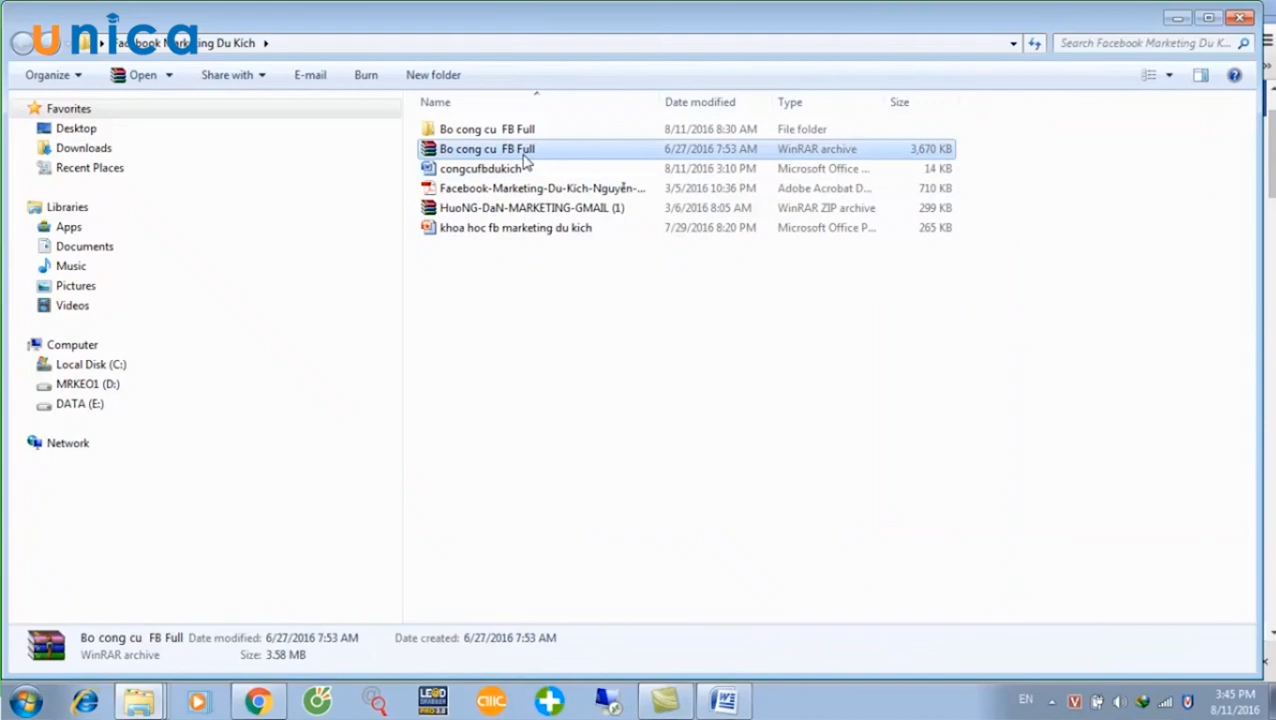 unica
Facebook Marketing Du Kich
Search Facebook Marketing Du K...
Organize Open Share with E-mail Burn New folder
Name Date modified Type Size
Favorites
Desktop
Downloads
Recent Places
Libraries
Apps
Documents
Music
Pictures
Videos
Computer
Local Disk (C:)
MRKEO1 (D:)
DATA (E:)
Network
Bo cong cu FB Full 8/11/2016 8:30 AM File folder
Bo cong cu FB Full 6/27/2016 7:53 AM WinRAR archive 3,670 KB
congcufbdukich 8/11/2016 3:10 PM Microsoft Office ... 14 KB
Facebook-Marketing-Du-Kich-Nguyễn-... 3/5/2016 10:36 PM Adobe Acrobat D... 710 KB
HuoNG-DaN-MARKETING-GMAIL (1) 3/6/2016 8:05 AM WinRAR ZIP archive 299 KB
khoa hoc fb marketing du kich 7/29/2016 8:20 PM Microsoft Office P... 265 KB
Bo cong cu FB Full Date modified: 6/27/2016 7:53 AM Date created: 6/27/2016 7:53 AM
WinRAR archive Size: 3.58 MB
EN
3:45 PM
8/11/2016